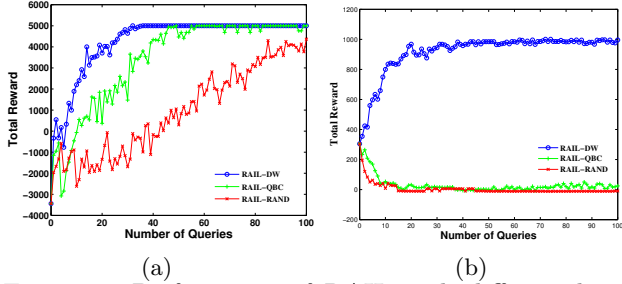 6000
5000
4000
3000
2000
1000
0
−1000
−2000
−3000
−4000
0 20 40 60 80 100
Total Reward
Number of Queries
RAIL−DW
RAIL−QBC
RAIL−RAND
(a)
1200
1000
800
600
400
200
0
−200
0 10 20 30 40 50 60 70 80 90 100
Total Reward
Number of Queries
RAIL−DW
RAIL−QBC
RAIL−RAND
(b)